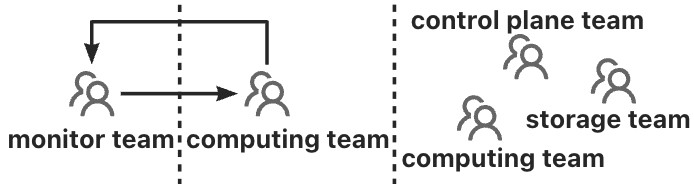 monitor team
computing team
control plane team
storage team
computing team